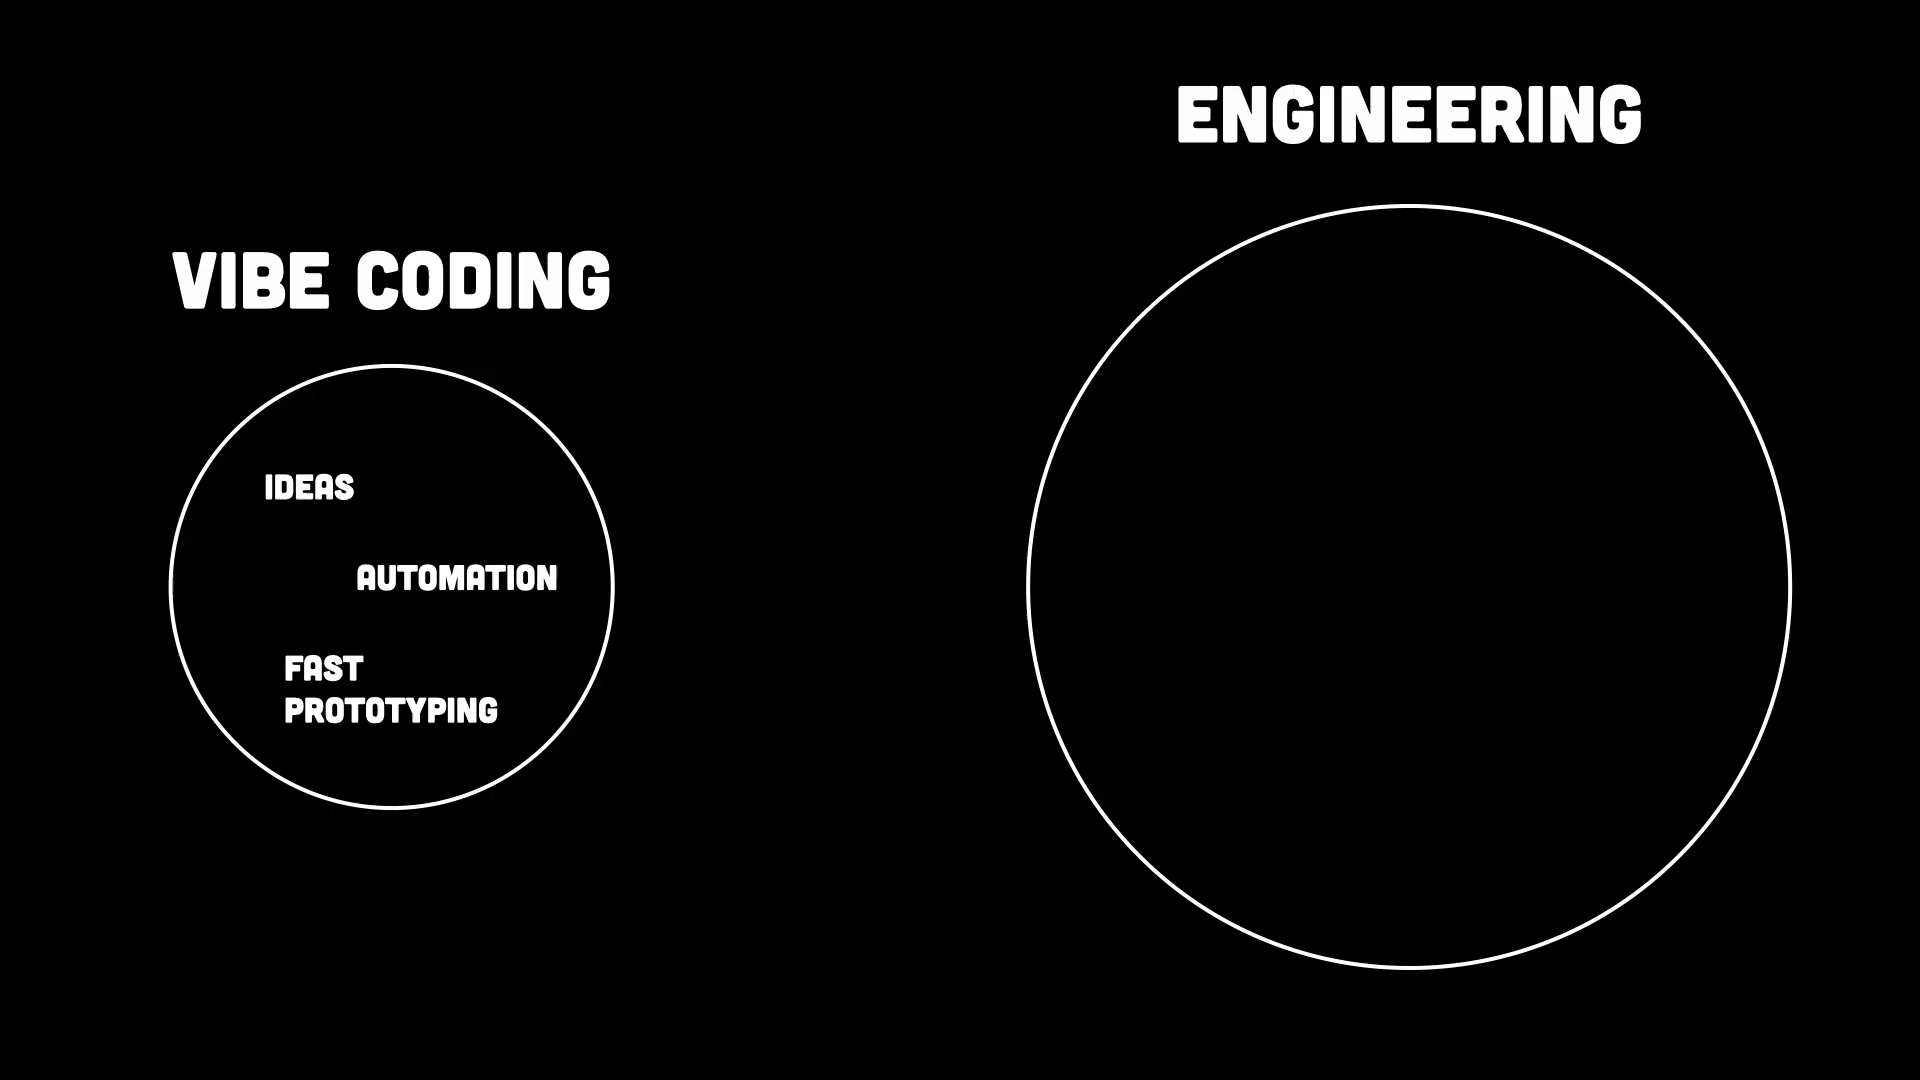 ENGINEERING
VIBE CODING
IDEAS
AUTOMATION
FAST
PROTOTYPING